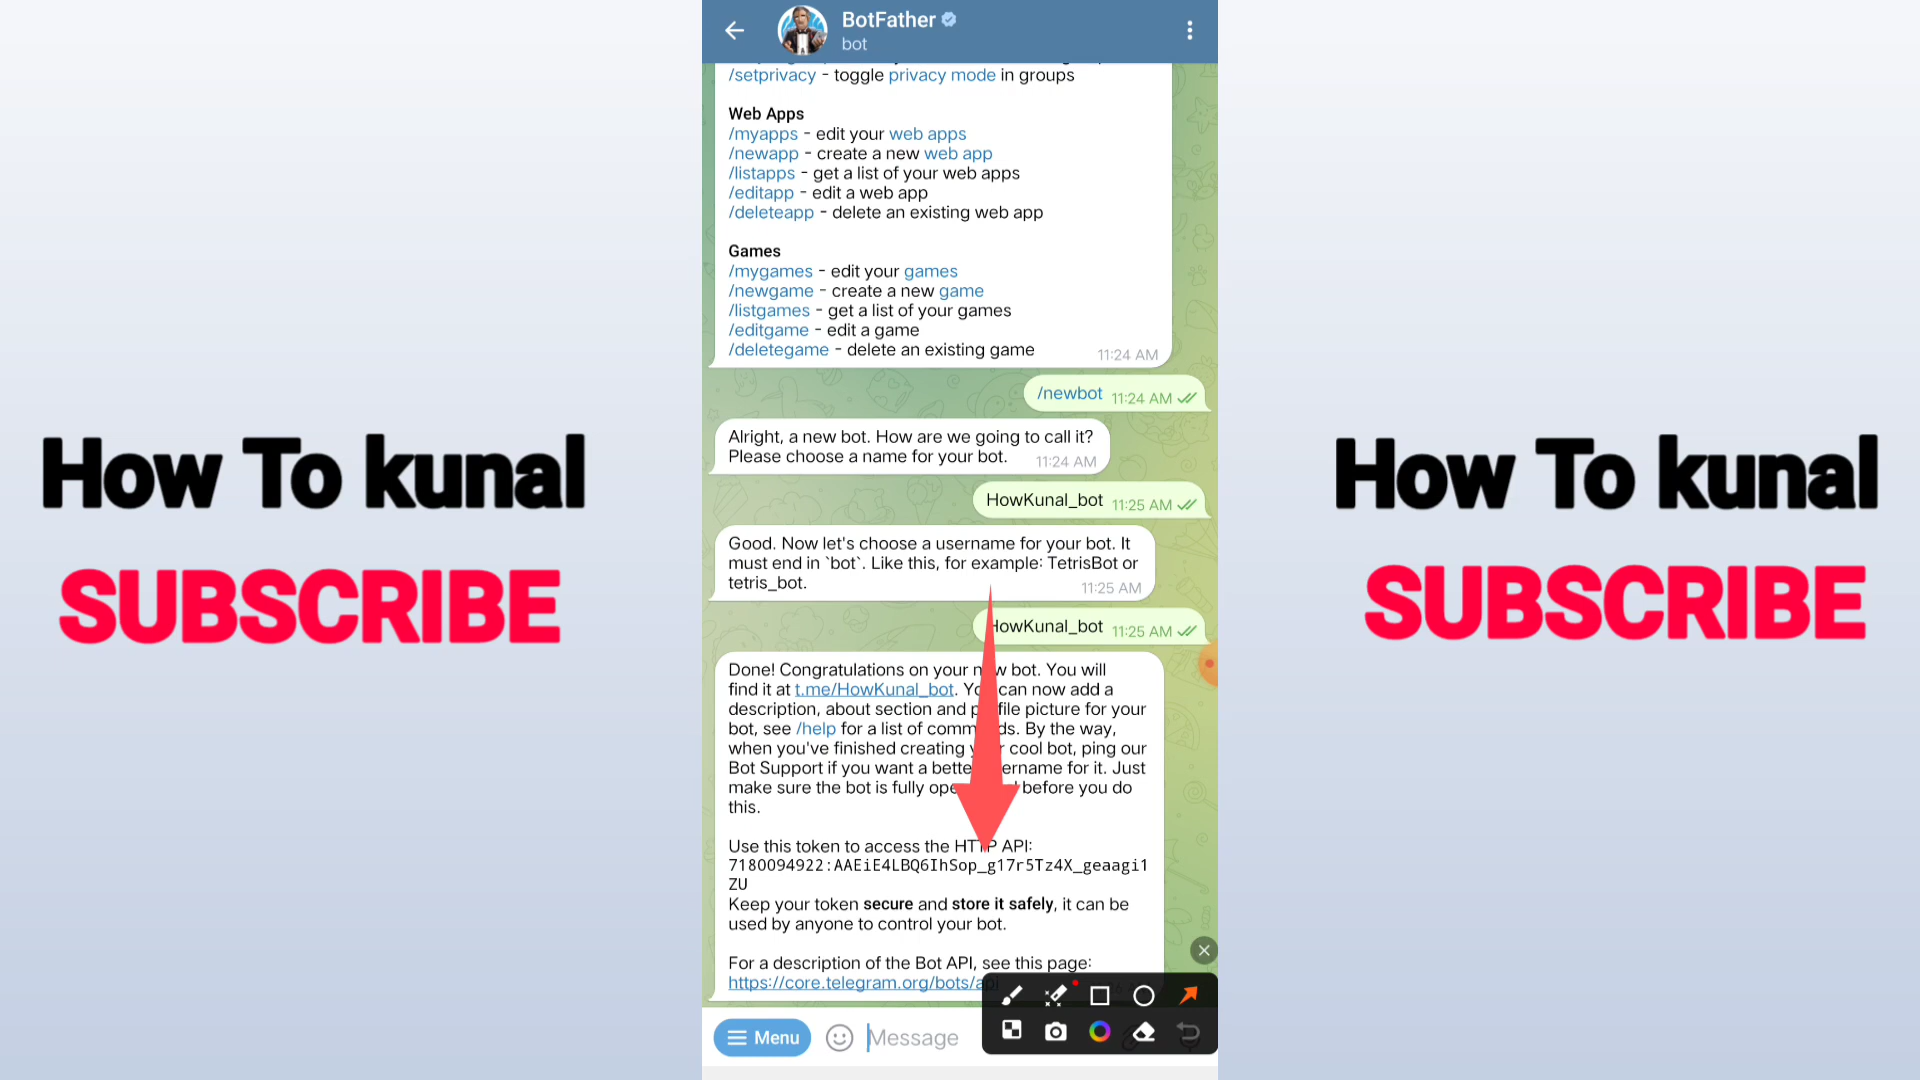 BotFather
bot
/setprivacy - toggle privacy mode in groups
Web Apps
/myapps - edit your web apps
/newapp - create a new web app
/listapps - get a list of your web apps
/editapp - edit a web app
/deleteapp - delete an existing web app
Games
/mygames - edit your games
/newgame - create a new game
/listgames - get a list of your games
/editgame - edit a game
/deletegame - delete an existing game
11:24 AM
/newbot 11:24 AM
Alright, a new bot. How are we going to call it?
Please choose a name for your bot. 11:24 AM
HowKunal_bot 11:25 AM
Good. Now let's choose a username for your bot. It
must end in `bot`. Like this, for example: TetrisBot or
tetris_bot. 11:25 AM
HowKunal_bot 11:25 AM
Done! Congratulations on your new bot. You will
find it at t.me/HowKunal_bot. You can now add a
description, about section and profile picture for your
bot, see /help for a list of commands. By the way,
when you've finished creating your cool bot, ping our
Bot Support if you want a better username for it. Just
make sure the bot is fully operational before you do
this.
Use this token to access the HTTP API:
7180094922:AAEiE4LBQ6IhSop_g17r5Tz4X_geaagi1
ZU
Keep your token secure and store it safely, it can be
used by anyone to control your bot.
For a description of the Bot API, see this page:
https://core.telegram.org/bots/api
Menu
Message
How To kunal
SUBSCRIBE
How To kunal
SUBSCRIBE